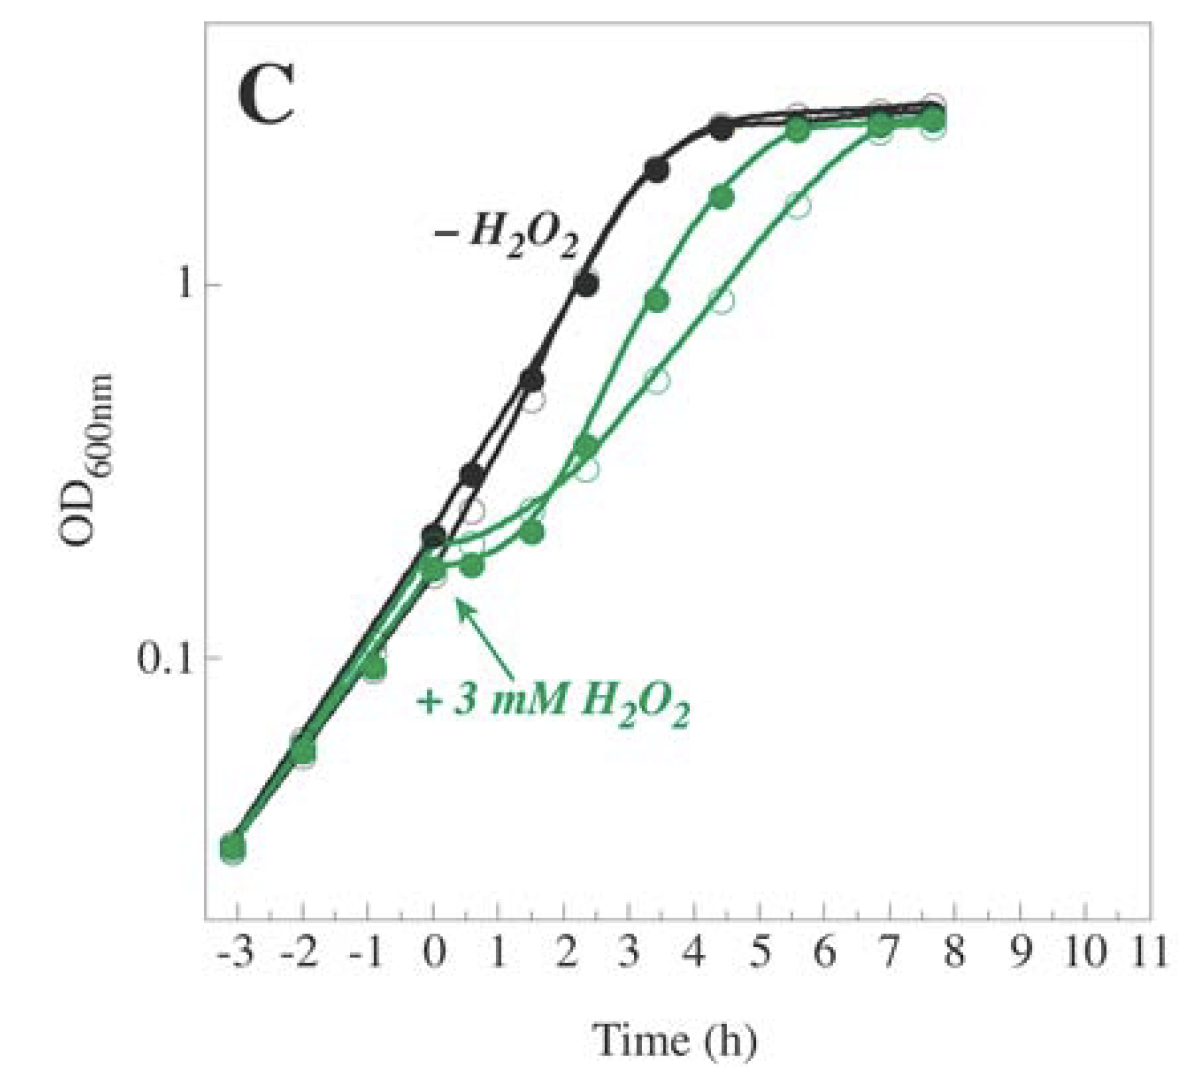 C
– H₂O₂
1
OD₆₀₀ₙₘ
0.1
+ 3 mM H₂O₂
-3 -2 -1 0 1 2 3 4 5 6 7 8 9 10 11
Time (h)